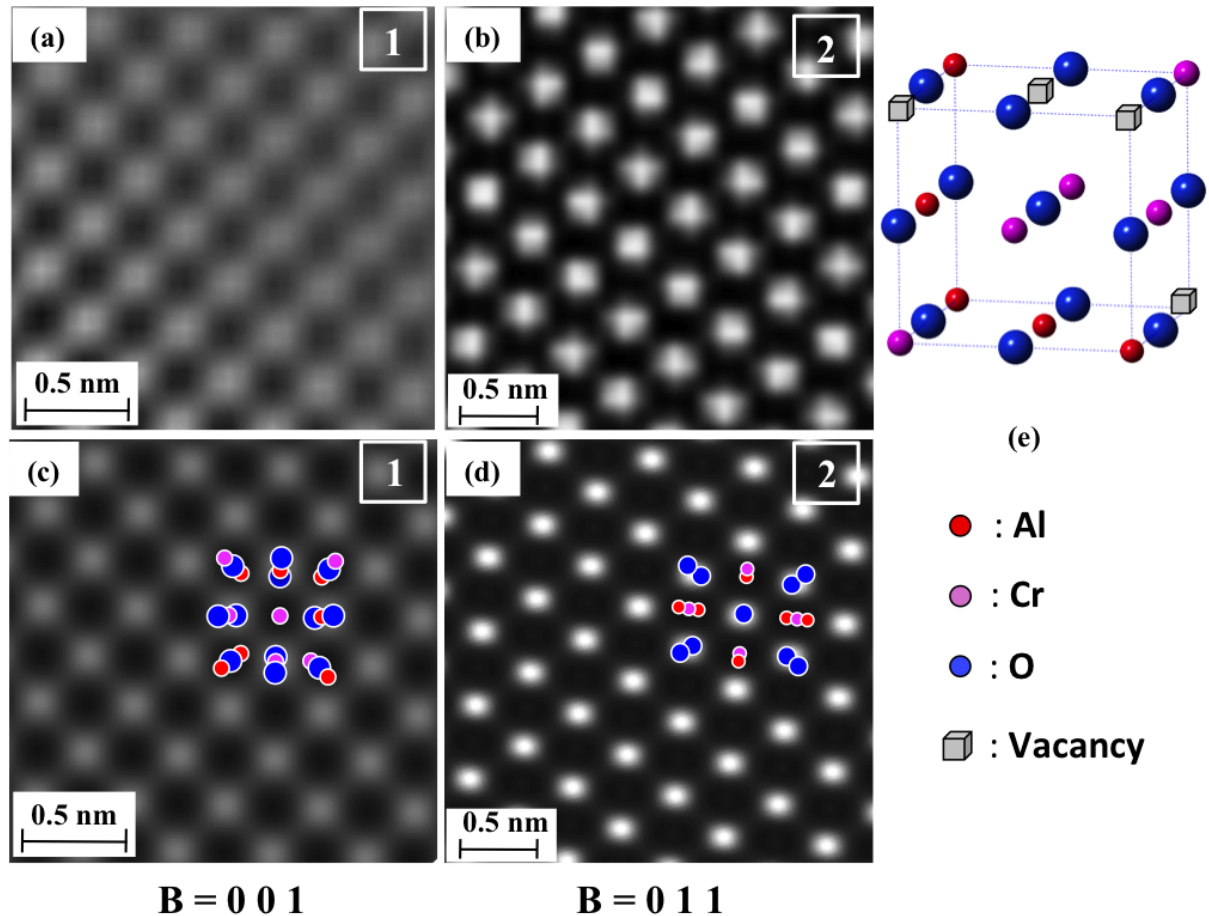 (a)
1
(b)
2
0.5 nm
0.5 nm
(c)
1
(d)
2
0.5 nm
0.5 nm
B = 0 0 1
B = 0 1 1
(e)
: Al
: Cr
: O
: Vacancy